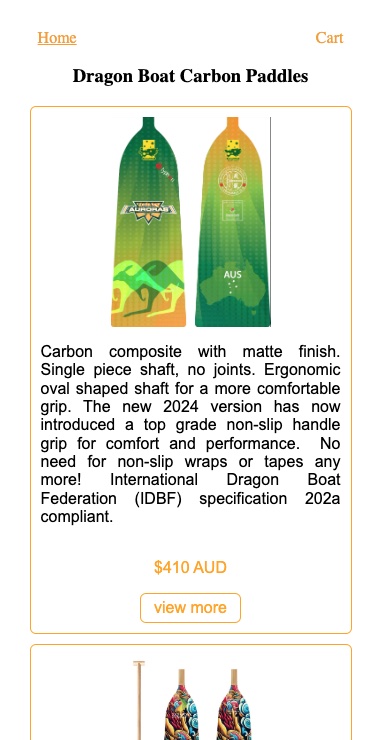 Home
Cart
Dragon Boat Carbon Paddles
AURORAS
AUS
Carbon composite with matte finish.
Single piece shaft, no joints. Ergonomic
oval shaped shaft for a more comfortable
grip. The new 2024 version has now
introduced a top grade non-slip handle
grip for comfort and performance. No
need for non-slip wraps or tapes any
more! International Dragon Boat
Federation (IDBF) specification 202a
compliant.
$410 AUD
view more